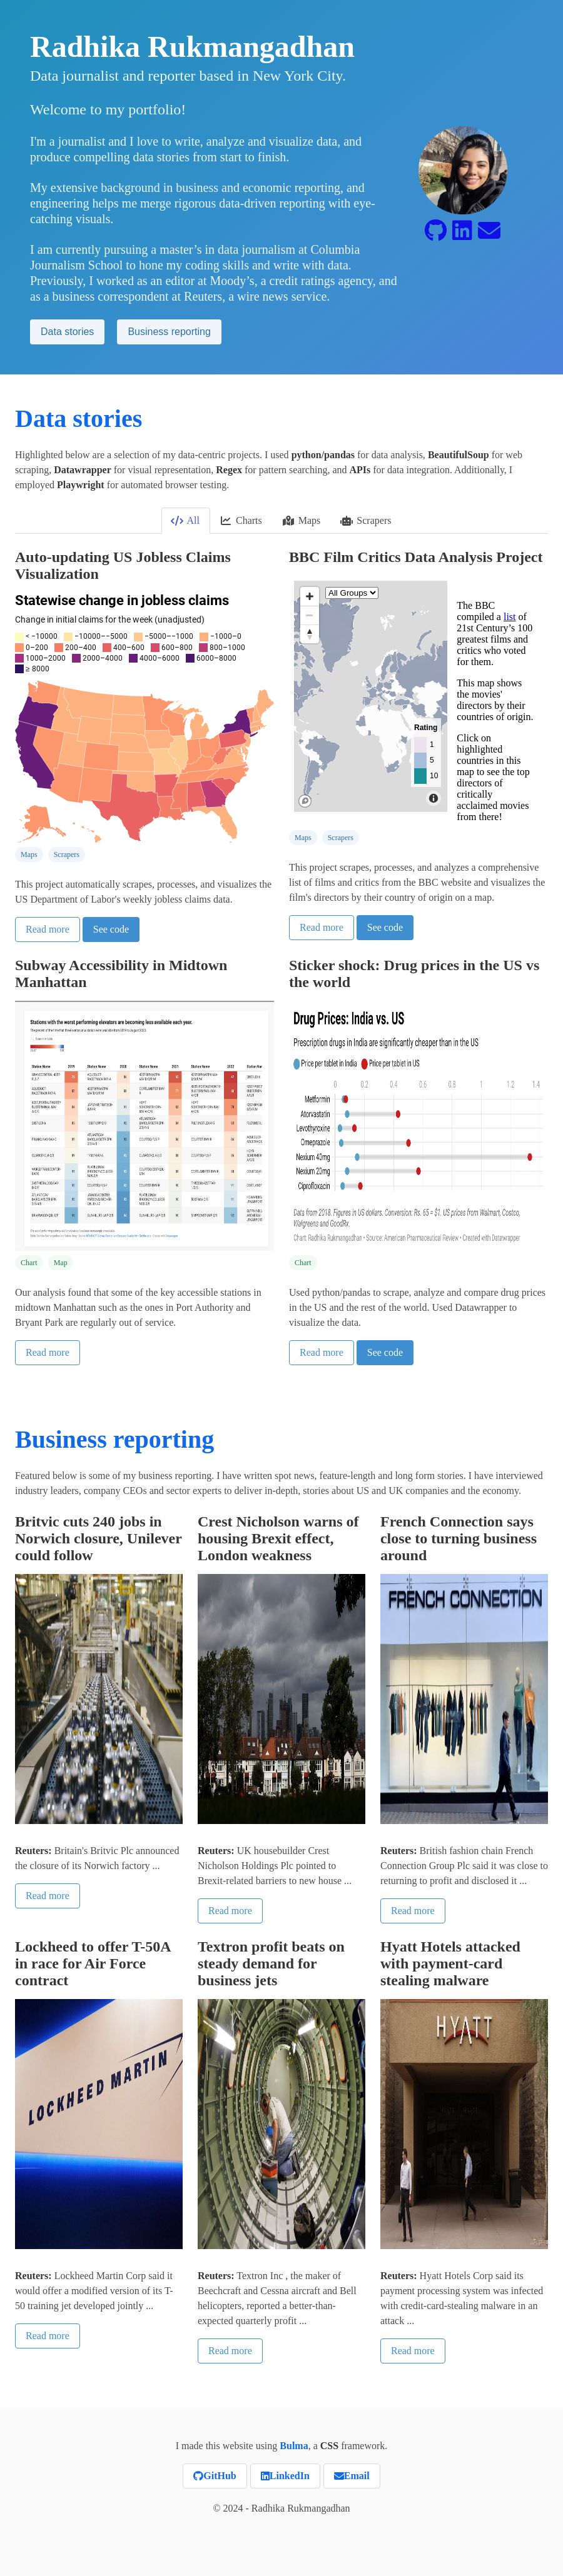 Radhika Rukmangadhan
Data journalist and reporter based in New York City.
Welcome to my portfolio!
I'm a journalist and I love to write, analyze and visualize data, and
produce compelling data stories from start to finish.
My extensive background in business and economic reporting, and
engineering helps me merge rigorous data-driven reporting with eye-
catching visuals.
I am currently pursuing a master’s in data journalism at Columbia
Journalism School to hone my coding skills and write with data.
Previously, I worked as an editor at Moody’s, a credit ratings agency, and
as a business correspondent at Reuters, a wire news service.
Data stories
Business reporting
Data stories
Highlighted below are a selection of my data-centric projects. I used python/pandas for data analysis, BeautifulSoup for web
scraping, Datawrapper for visual representation, Regex for pattern searching, and APIs for data integration. Additionally, I
employed Playwright for automated browser testing.
All
Charts
Maps
Scrapers
Auto-updating US Jobless Claims
Visualization
Statewise change in jobless claims
Change in initial claims for the week (unadjusted)
< −10000 −10000–−5000 −5000–−1000 −1000–0
0–200 200–400 400–600 600–800 800–1000
1000–2000 2000–4000 4000–6000 6000–8000
≥ 8000
Maps
Scrapers
This project automatically scrapes, processes, and visualizes the
US Department of Labor's weekly jobless claims data.
Read more
See code
BBC Film Critics Data Analysis Project
All Groups
Rating
1
5
10
The BBC
compiled a list of
21st Century’s 100
greatest films and
critics who voted
for them.
This map shows
the movies'
directors by their
countries of origin.
Click on
highlighted
countries in this
map to see the top
directors of
critically
acclaimed movies
from there!
Maps
Scrapers
This project scrapes, processes, and analyzes a comprehensive
list of films and critics from the BBC website and visualizes the
film's directors by their country of origin on a map.
Read more
See code
Subway Accessibility in Midtown
Manhattan
Stations with the worst performing elevators are becoming less available each year.
Chart
Map
Our analysis found that some of the key accessible stations in
midtown Manhattan such as the ones in Port Authority and
Bryant Park are regularly out of service.
Read more
Sticker shock: Drug prices in the US vs
the world
Drug Prices: India vs. US
Prescription drugs in India are significantly cheaper than in the US
Price per tablet in India Price per tablet in US
0 0.2 0.4 0.6 0.8 1 1.2 1.4
Metformin
Atorvastatin
Levothyroxine
Omeprazole
Nexium 40mg
Nexium 20mg
Ciprofloxacin
Data from 2018. Figures in US dollars. Conversion: Rs. 65 = $1. US prices from Walmart, Costco,
Walgreens and GoodRx.
Chart: Radhika Rukmangadhan • Source: American Pharmaceutical Review • Created with Datawrapper
Chart
Used python/pandas to scrape, analyze and compare drug prices
in the US and the rest of the world. Used Datawrapper to
visualize the data.
Read more
See code
Business reporting
Featured below is some of my business reporting. I have written spot news, feature-length and long form stories. I have interviewed
industry leaders, company CEOs and sector experts to deliver in-depth, stories about US and UK companies and the economy.
Britvic cuts 240 jobs in
Norwich closure, Unilever
could follow
Reuters: Britain's Britvic Plc announced
the closure of its Norwich factory ...
Read more
Crest Nicholson warns of
housing Brexit effect,
London weakness
Reuters: UK housebuilder Crest
Nicholson Holdings Plc pointed to
Brexit-related barriers to new house ...
Read more
French Connection says
close to turning business
around
FRENCH CONNECTION
Reuters: British fashion chain French
Connection Group Plc said it was close to
returning to profit and disclosed it ...
Read more
Lockheed to offer T-50A
in race for Air Force
contract
LOCKHEED MARTIN
Reuters: Lockheed Martin Corp said it
would offer a modified version of its T-
50 training jet developed jointly ...
Read more
Textron profit beats on
steady demand for
business jets
Reuters: Textron Inc , the maker of
Beechcraft and Cessna aircraft and Bell
helicopters, reported a better-than-
expected quarterly profit ...
Read more
Hyatt Hotels attacked
with payment-card
stealing malware
HYATT
Reuters: Hyatt Hotels Corp said its
payment processing system was infected
with credit-card-stealing malware in an
attack ...
Read more
I made this website using Bulma, a CSS framework.
GitHub
LinkedIn
Email
© 2024 - Radhika Rukmangadhan